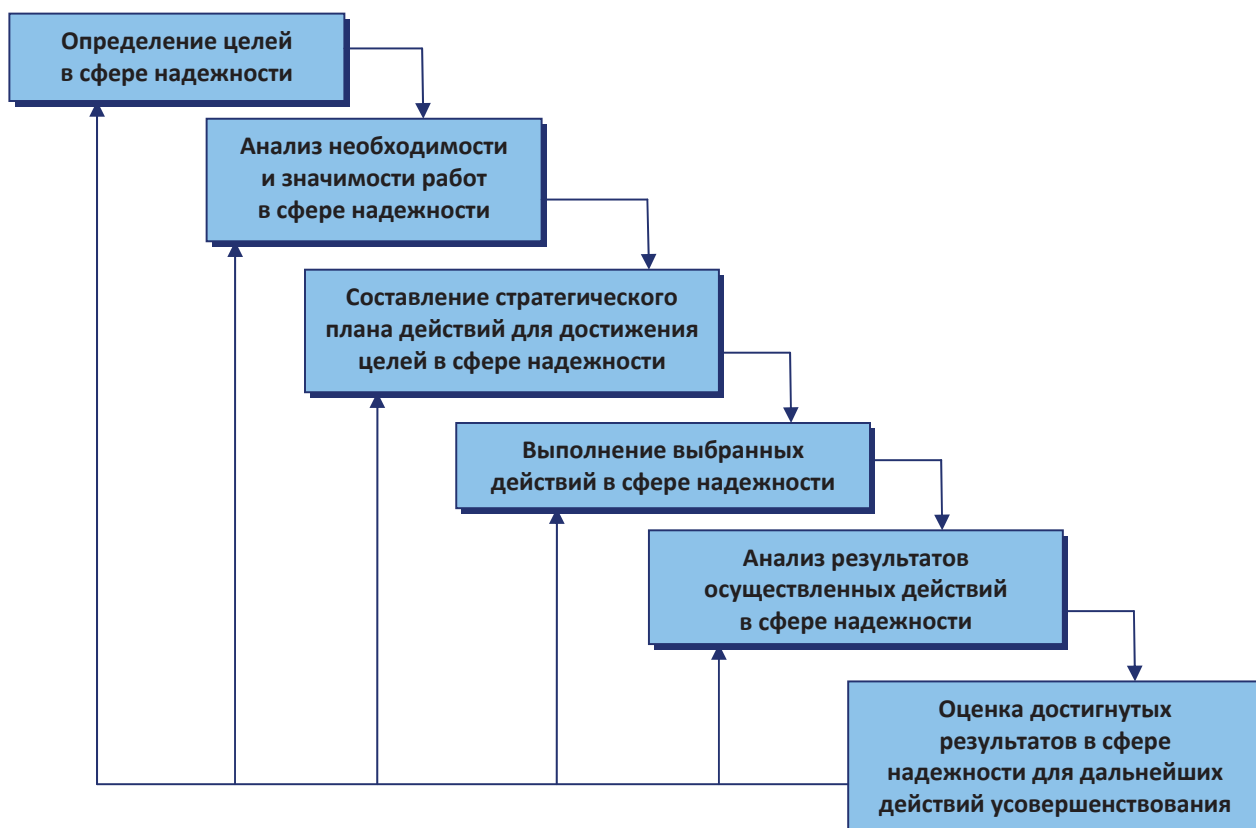 Определение целей
в сфере надежности
Анализ необходимости
и значимости работ
в сфере надежности
Составление стратегического
плана действий для достижения
целей в сфере надежности
Выполнение выбранных
действий в сфере надежности
Анализ результатов
осуществленных действий
в сфере надежности
Оценка достигнутых
результатов в сфере
надежности для дальнейших
действий усовершенствования